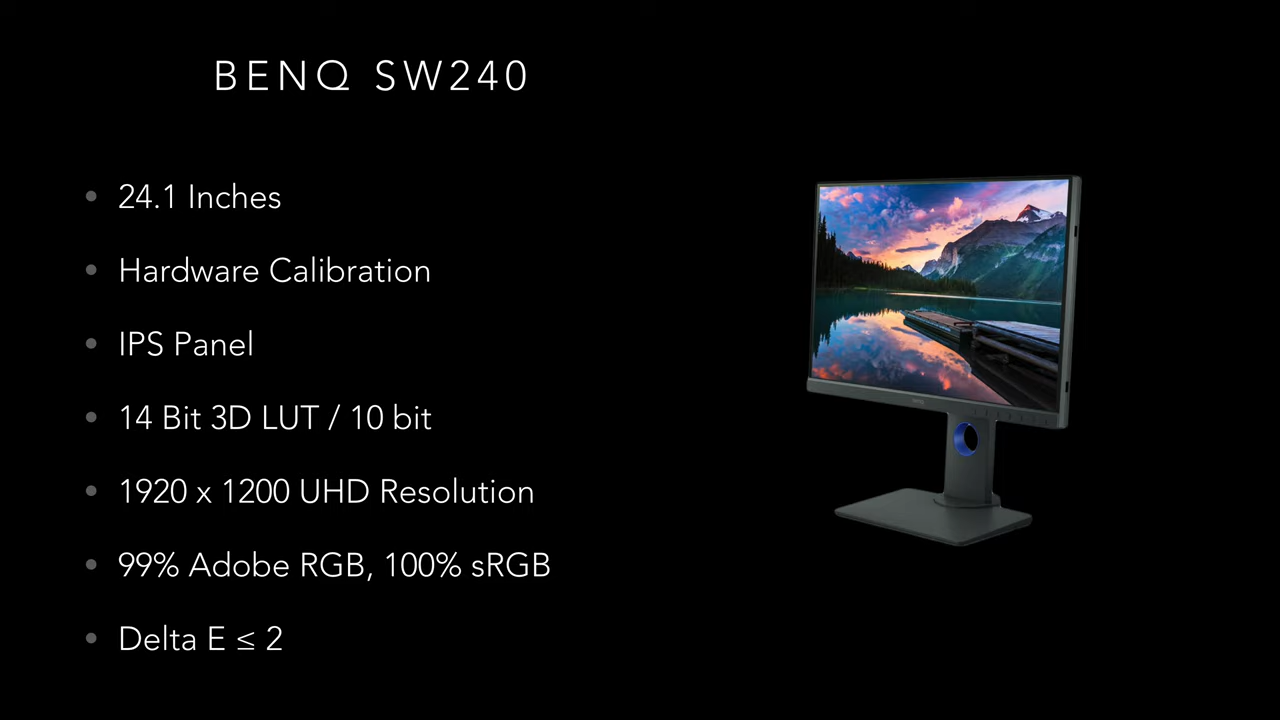 BENQ SW240
• 24.1 Inches
• Hardware Calibration
• IPS Panel
• 14 Bit 3D LUT / 10 bit
• 1920 x 1200 UHD Resolution
• 99% Adobe RGB, 100% sRGB
• Delta E ≤ 2